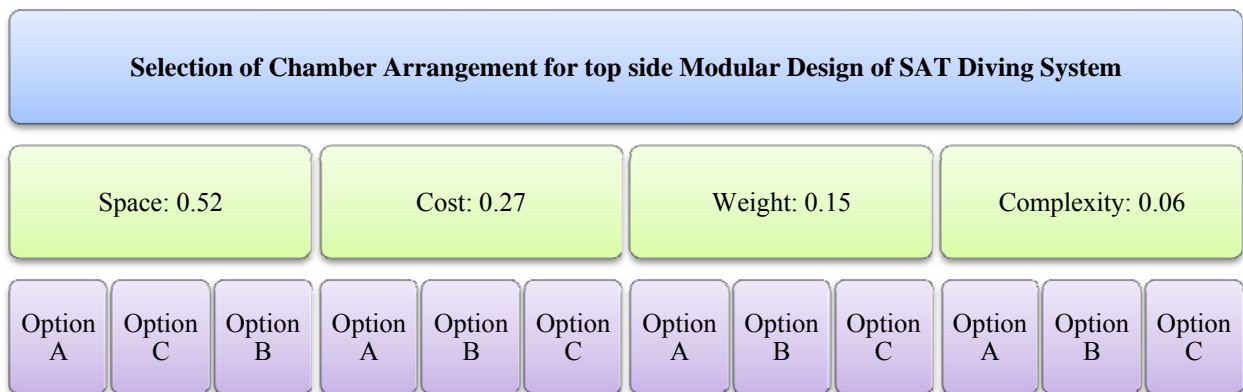 Selection of Chamber Arrangement for top side Modular Design of SAT Diving System
Space: 0.52
Cost: 0.27
Weight: 0.15
Complexity: 0.06
Option
A
Option
C
Option
B
Option
A
Option
B
Option
C
Option
A
Option
B
Option
C
Option
A
Option
B
Option
C